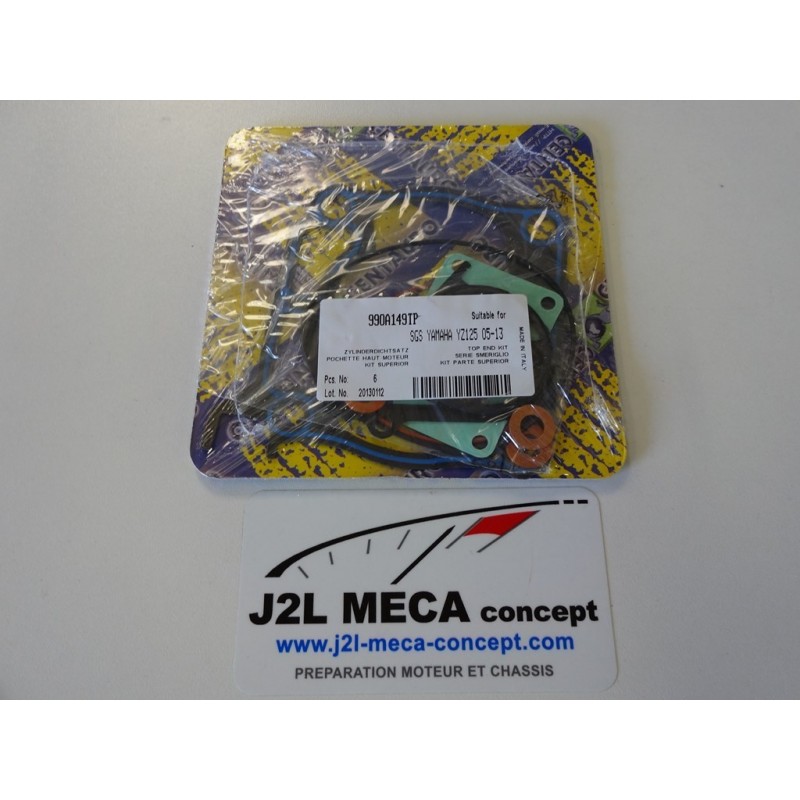 CENTAURO
990A149TP
Suitable for
SGS YAMAHA YZ125 05-13
MADE IN ITALY
ZYLINDERDICHTSATZ
POCHETTE HAUT MOTEUR
KIT SUPERIOR
TOP END KIT
SERIE SMERIGLIO
KIT PARTE SUPERIOR
Pcs. No: 6
Lot. No. 20130112
J2L MECA concept
www.j2l-meca-concept.com
PREPARATION MOTEUR ET CHASSIS